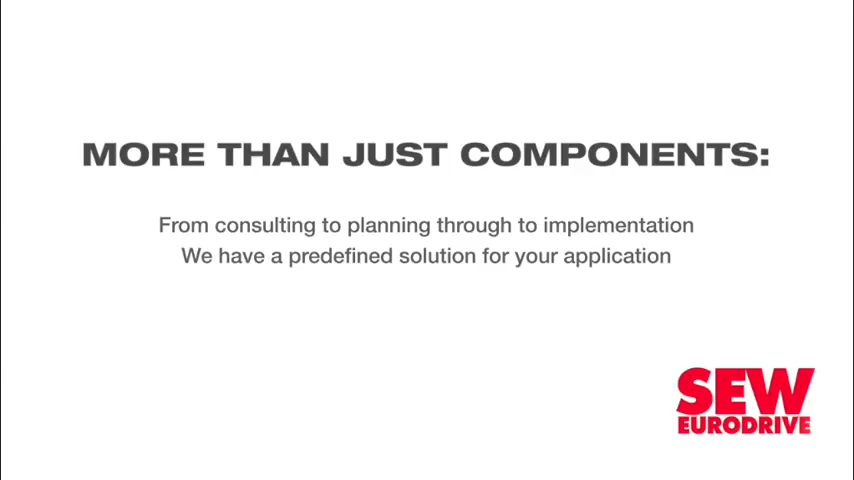 MORE THAN JUST COMPONENTS:
From consulting to planning through to implementation
We have a predefined solution for your application
SEW
EURODRIVE